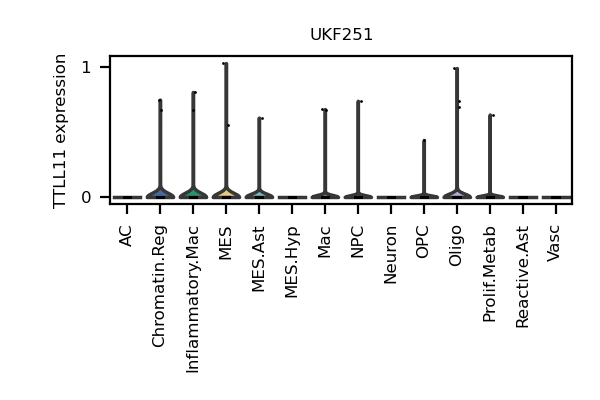 UKF251
TTLL11 expression
1
0
AC
Chromatin.Reg
Inflammatory.Mac
MES
MES.Ast
MES.Hyp
Mac
NPC
Neuron
OPC
Oligo
Prolif.Metab
Reactive.Ast
Vasc